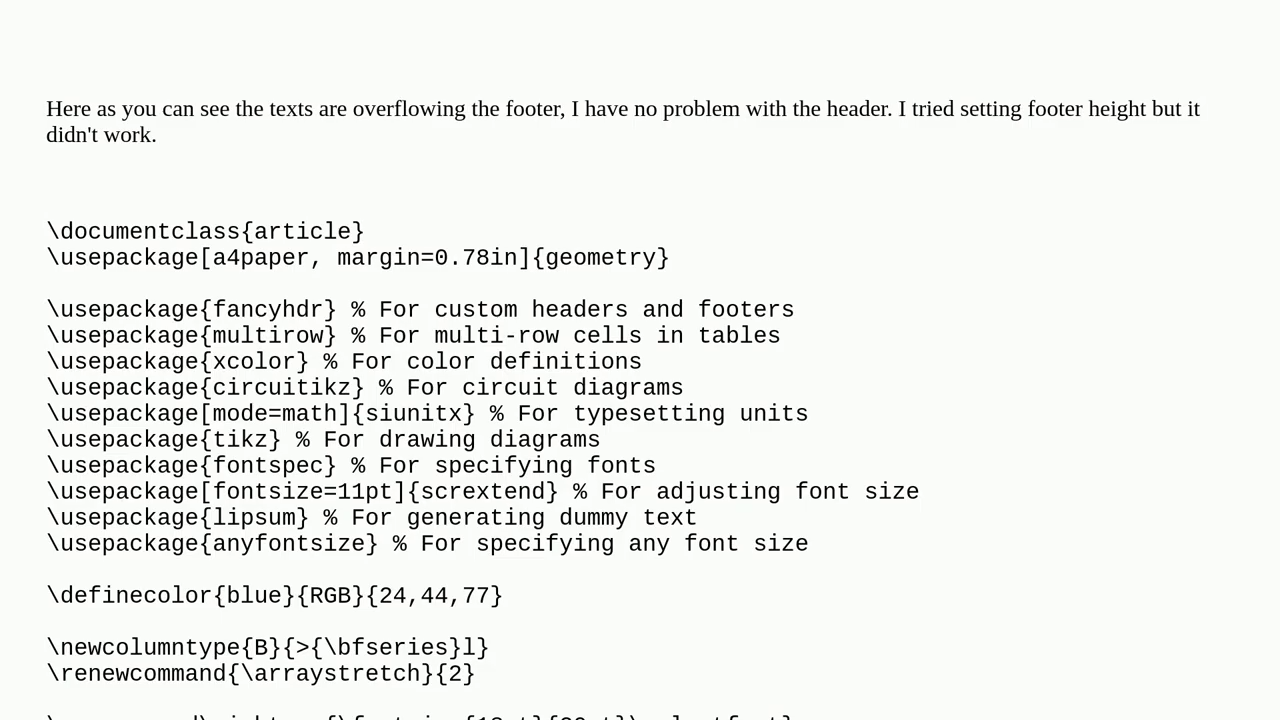 Here as you can see the texts are overflowing the footer, I have no problem with the header. I tried setting footer height but it
didn't work.
\documentclass{article}
\usepackage[a4paper, margin=0.78in]{geometry}
\usepackage{fancyhdr} % For custom headers and footers
\usepackage{multirow} % For multi-row cells in tables
\usepackage{xcolor} % For color definitions
\usepackage{circuitikz} % For circuit diagrams
\usepackage[mode=math]{siunitx} % For typesetting units
\usepackage{tikz} % For drawing diagrams
\usepackage{fontspec} % For specifying fonts
\usepackage[fontsize=11pt]{scrextend} % For adjusting font size
\usepackage{lipsum} % For generating dummy text
\usepackage{anyfontsize} % For specifying any font size
\definecolor{blue}{RGB}{24,44,77}
\newcolumntype{B}{>{\bfseries}l}
\renewcommand{\arraystretch}{2}